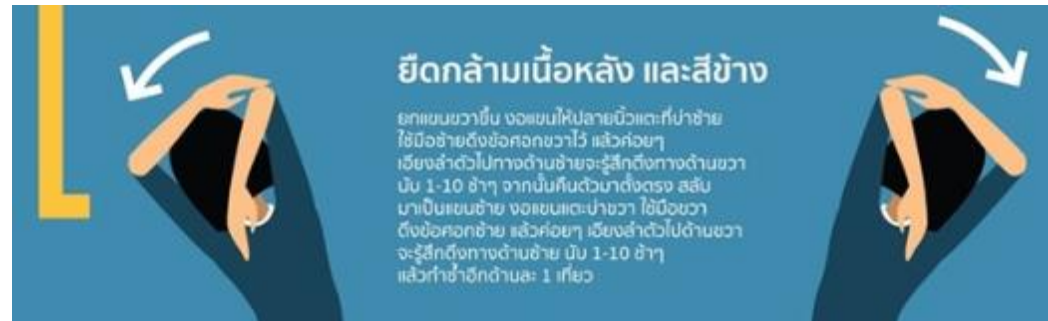 ยืดกล้ามเนื้อหลัง และสีข้าง
ยกแขนขวาขึ้น งอแขนให้ปลายนิ้วแตะที่บ่าซ้าย
ใช้มือซ้ายดึงข้อศอกขวาไว้ แล้วค่อยๆ
เอียงลำตัวไปทางด้านซ้ายจะรู้สึกตึงทางด้านขวา
นับ 1-10 ช้าๆ จากนั้นคืนตัวมาตั้งตรง สลับ
มาเป็นแขนซ้าย งอแขนแตะบ่าขวา ใช้มือขวา
ดึงข้อศอกซ้าย แล้วค่อยๆ เอียงลำตัวไปด้านขวา
จะรู้สึกตึงทางด้านซ้าย นับ 1-10 ช้าๆ
แล้วทำซ้ำอีกด้านละ 1 เที่ยว